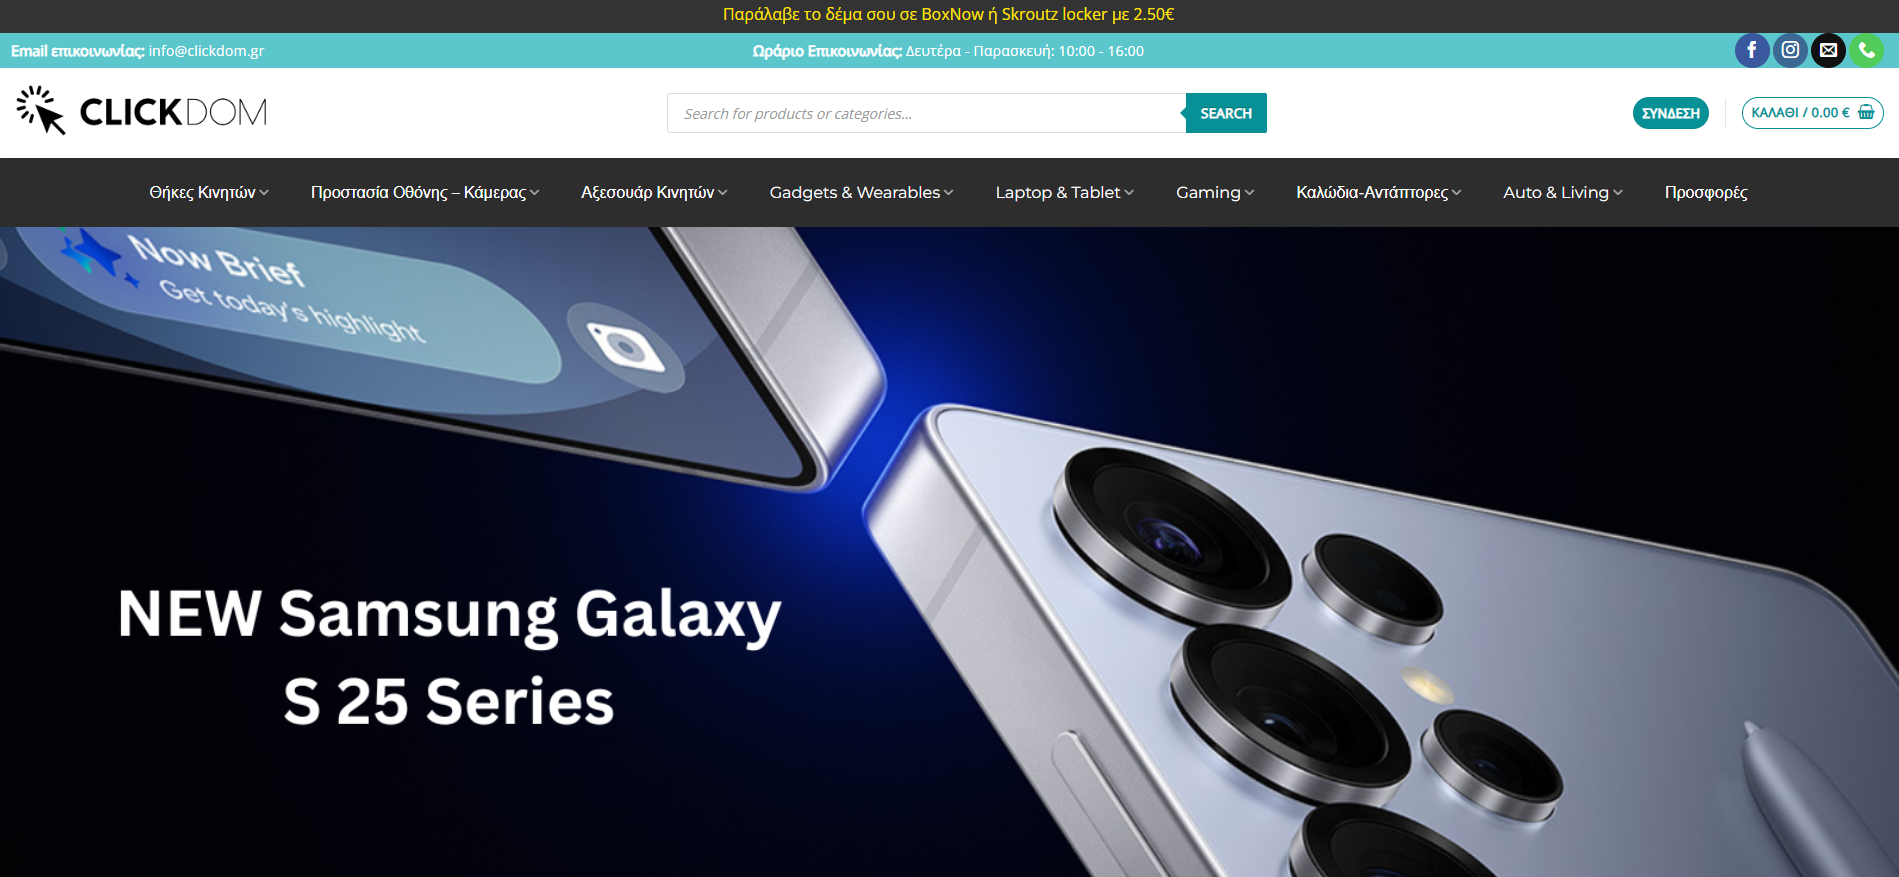 Παράλαβε το δέμα σου σε BoxNow ή Skroutz locker με 2.50€
Email επικοινωνίας: info@clickdom.gr
Ωράριο Επικοινωνίας: Δευτέρα - Παρασκευή: 10:00 - 16:00
CLICKDOM
Search for products or categories...
SEARCH
ΣΥΝΔΕΣΗ
ΚΑΛΑΘΙ / 0.00 €
Θήκες Κινητών
Προστασία Οθόνης – Κάμερας
Αξεσουάρ Κινητών
Gadgets & Wearables
Laptop & Tablet
Gaming
Καλώδια-Αντάπτορες
Auto & Living
Προσφορές
Now Brief
Get today's highlight
NEW Samsung Galaxy
S 25 Series